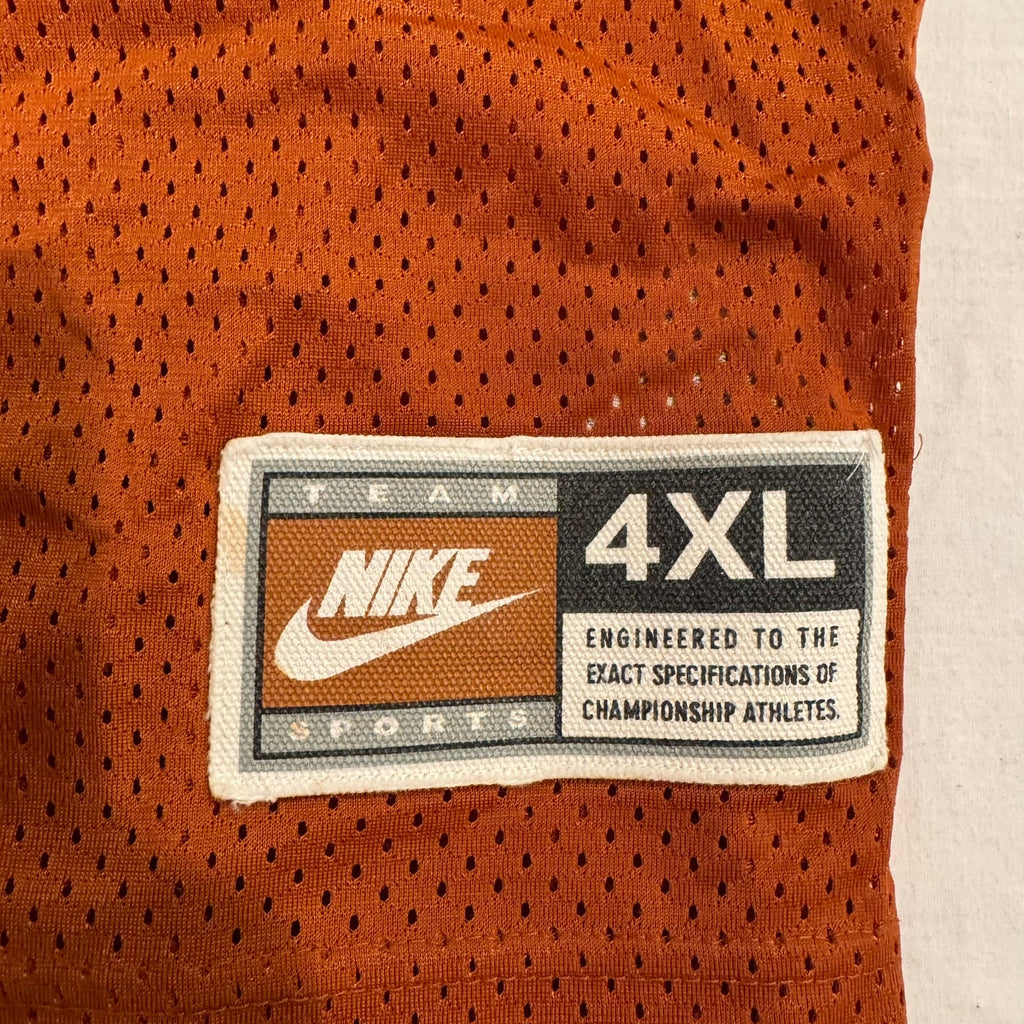 TEAM
NIKE
SPORTS
4XL
ENGINEERED TO THE
EXACT SPECIFICATIONS OF
CHAMPIONSHIP ATHLETES.